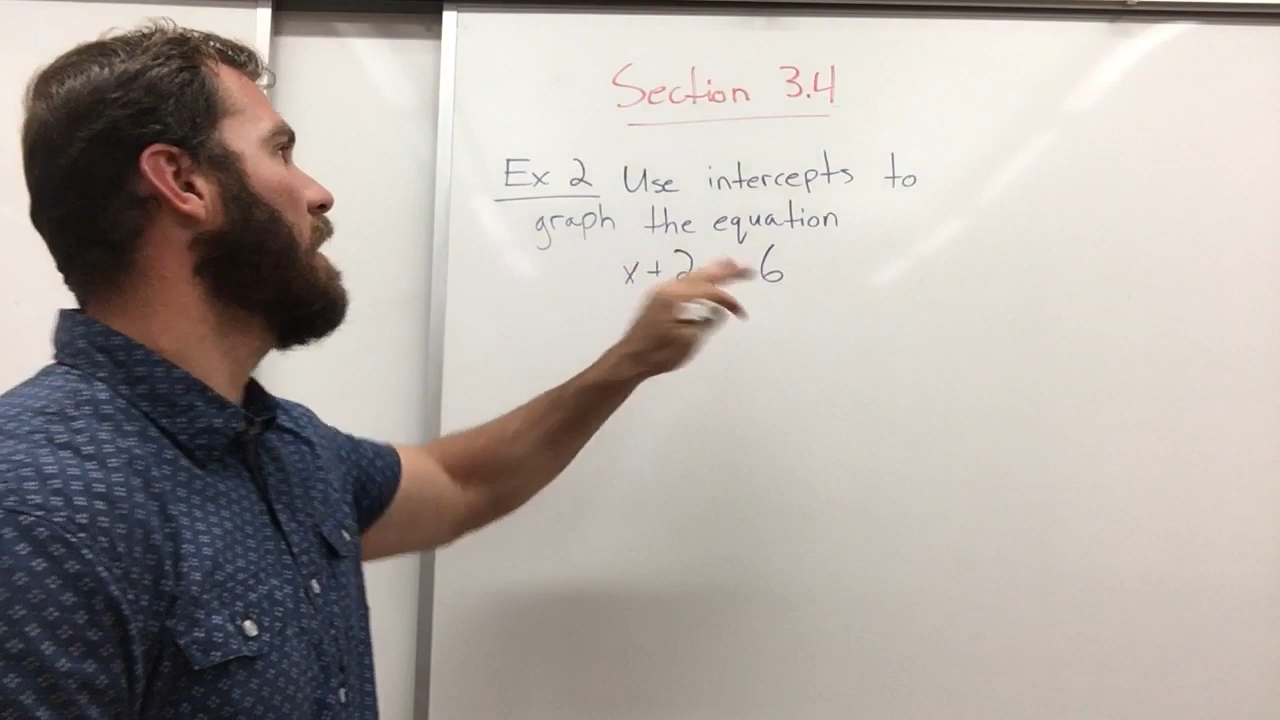 Section 3.4
Ex 2 Use intercepts to
graph the equation
x + 2 6